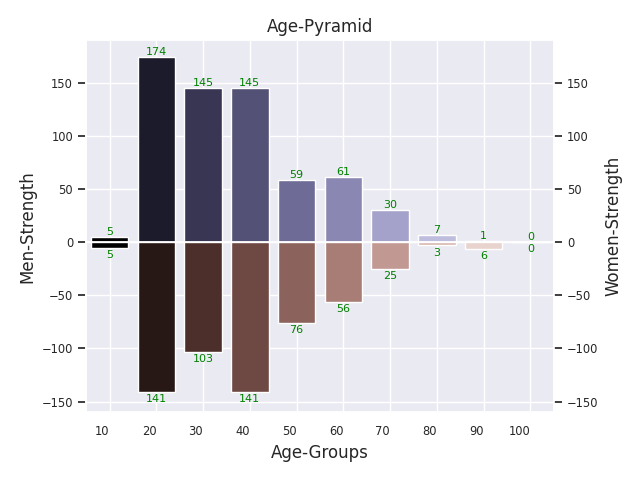 Age-Pyramid
Men-Strength
Women-Strength
150 150
100 100
50 50
0 0
−50 −50
−100 −100
−150 −150
5 174 145 145 59 61 30 7 1 0
5 141 103 141 76 56 25 3 6 0
10 20 30 40 50 60 70 80 90 100
Age-Groups